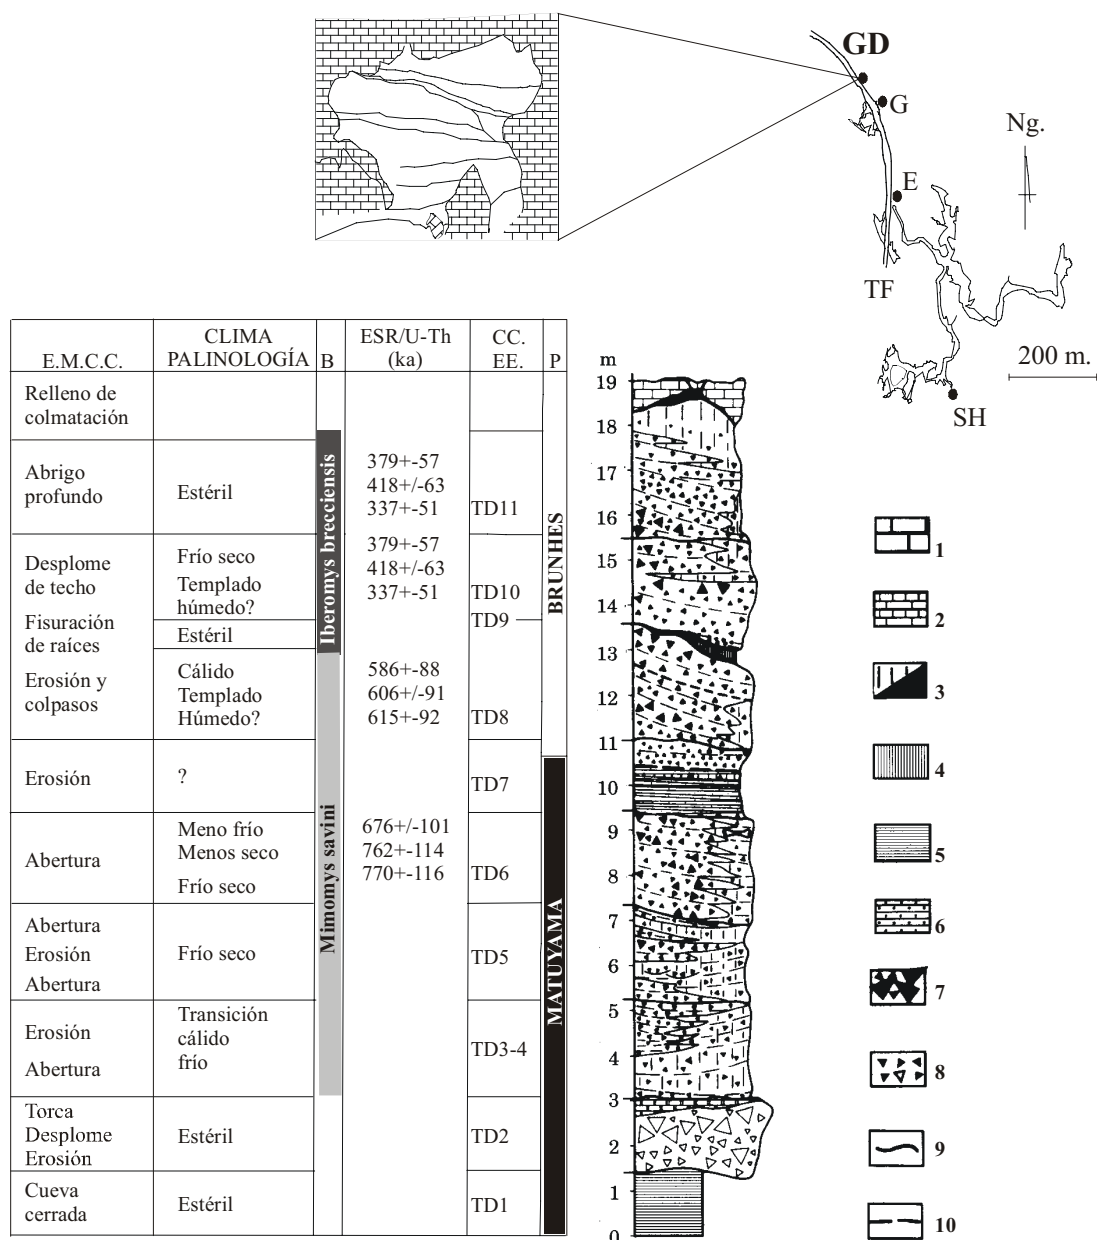 GD
G
Ng.
E
TF
200 m.
SH
E.M.C.C.
CLIMA
PALINOLOGÍA
B
ESR/U-Th
(ka)
CC.
EE.
P
Relleno de
colmatación
Abrigo
profundo
Estéril
379+-57
418+/-63
337+-51
TD11
Desplome
de techo
Fisuración
de raíces
Erosión y
colpasos
Frío seco
Templado
húmedo?
379+-57
418+/-63
337+-51
TD10
TD9
Estéril
Cálido
Templado
Húmedo?
586+-88
606+/-91
615+-92
TD8
Erosión
?
TD7
Abertura
Meno frío
Menos seco
Frío seco
676+/-101
762+-114
770+-116
TD6
Abertura
Erosión
Abertura
Frío seco
TD5
Erosión
Abertura
Transición
cálido
frío
TD3-4
Torca
Desplome
Erosión
Estéril
TD2
Cueva
cerrada
Estéril
TD1
Iberomys brecciensis
Mimomys savini
BRUNHES
MATUYAMA
m
19
18
17
16
15
14
13
12
11
10
9
8
7
6
5
4
3
2
1
0
1
2
3
4
5
6
7
8
9
10